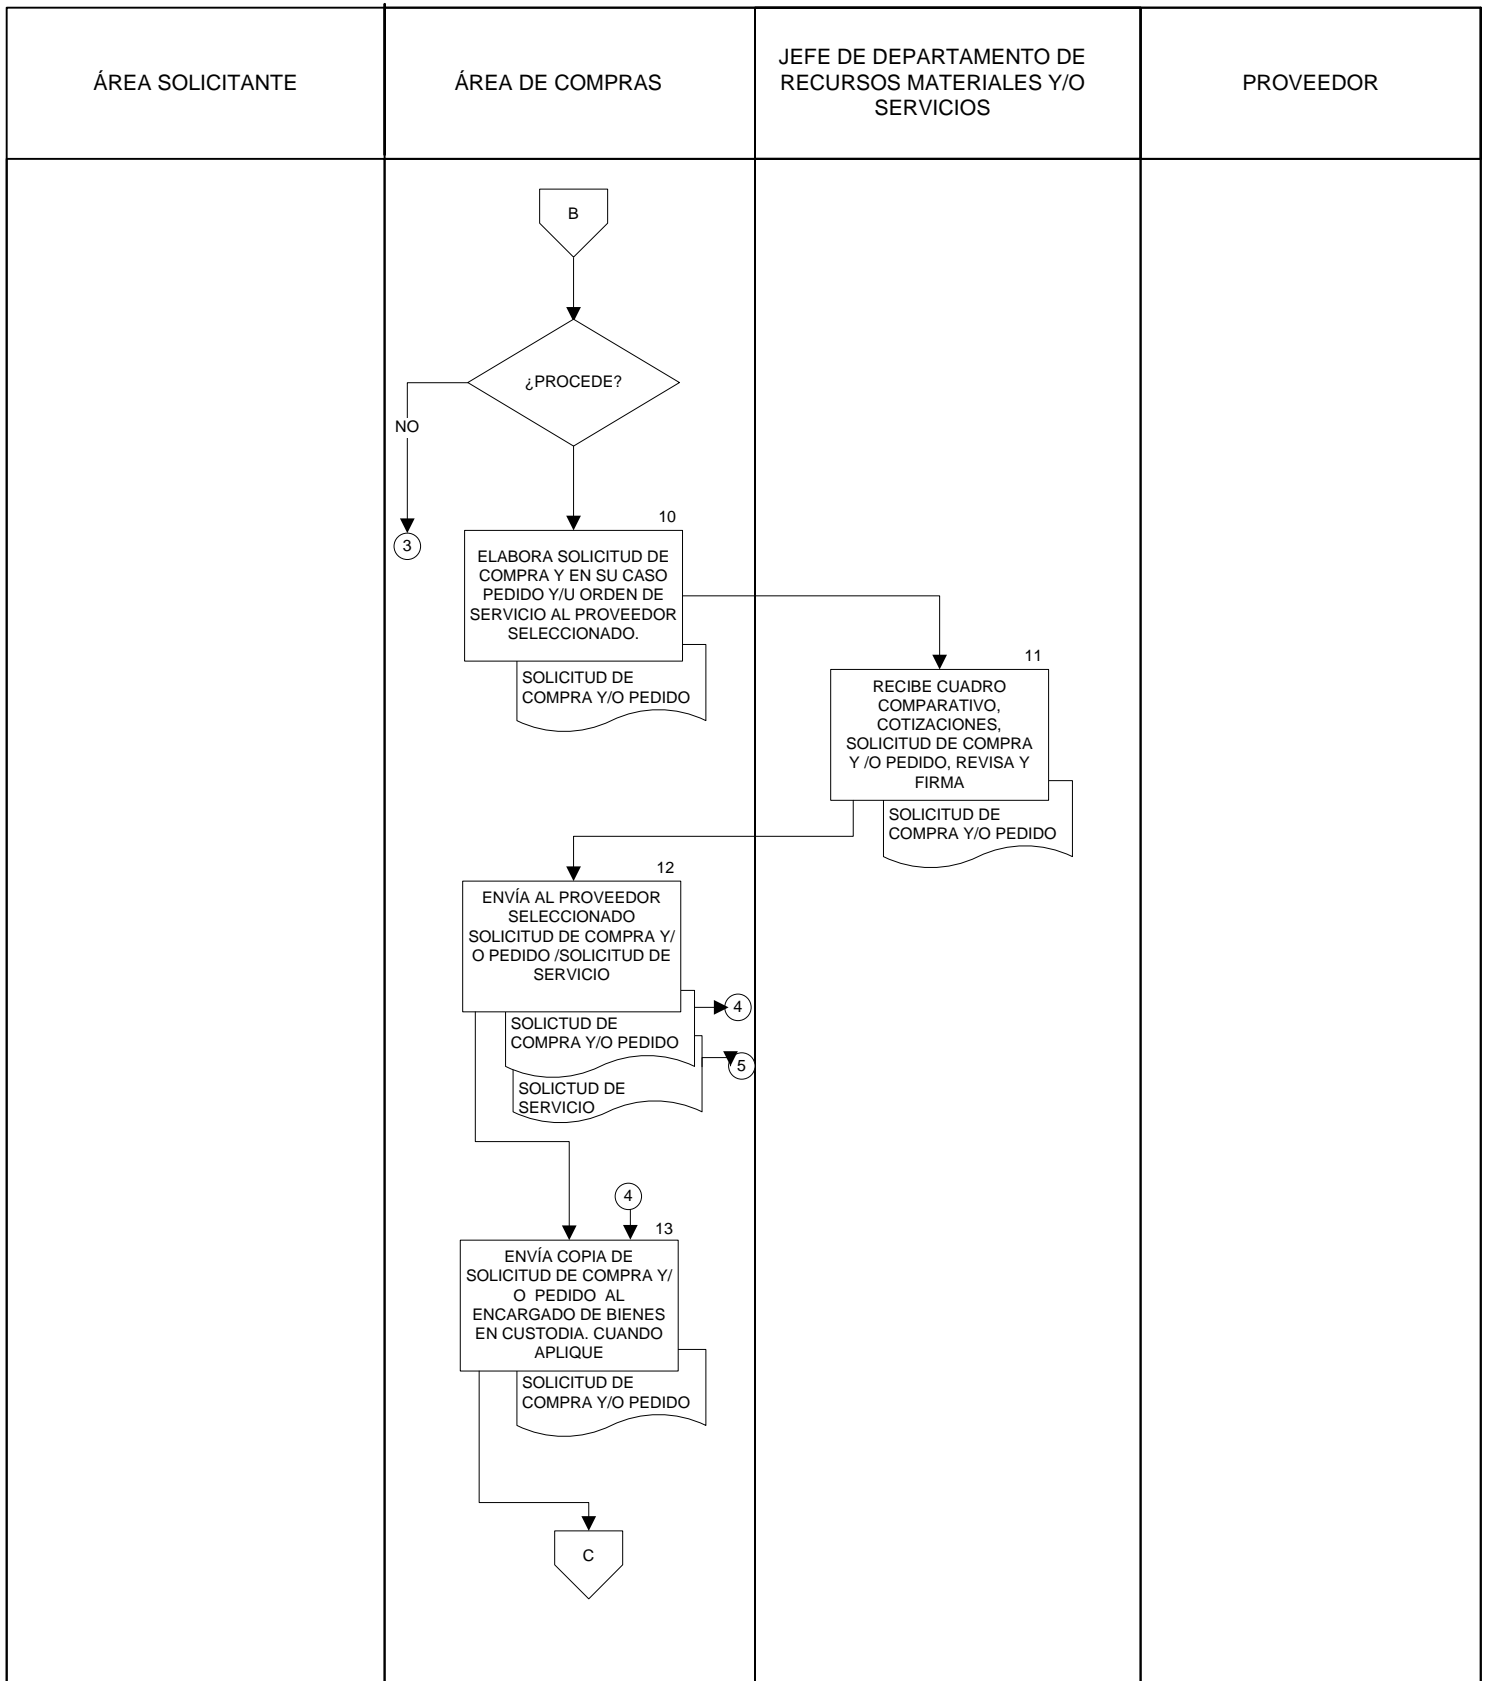 ÁREA SOLICITANTE
ÁREA DE COMPRAS
JEFE DE DEPARTAMENTO DE
RECURSOS MATERIALES Y/O
SERVICIOS
PROVEEDOR
B
¿PROCEDE?
NO
3
10
ELABORA SOLICITUD DE
COMPRA Y EN SU CASO
PEDIDO Y/U ORDEN DE
SERVICIO AL PROVEEDOR
SELECCIONADO.
SOLICITUD DE
COMPRA Y/O PEDIDO
11
RECIBE CUADRO
COMPARATIVO,
COTIZACIONES,
SOLICITUD DE COMPRA
Y /O PEDIDO, REVISA Y
FIRMA
SOLICITUD DE
COMPRA Y/O PEDIDO
12
ENVÍA AL PROVEEDOR
SELECCIONADO
SOLICITUD DE COMPRA Y/
O PEDIDO /SOLICITUD DE
SERVICIO
4
SOLICTUD DE
COMPRA Y/O PEDIDO
5
SOLICTUD DE
SERVICIO
4
13
ENVÍA COPIA DE
SOLICITUD DE COMPRA Y/
O PEDIDO AL
ENCARGADO DE BIENES
EN CUSTODIA. CUANDO
APLIQUE
SOLICITUD DE
COMPRA Y/O PEDIDO
C